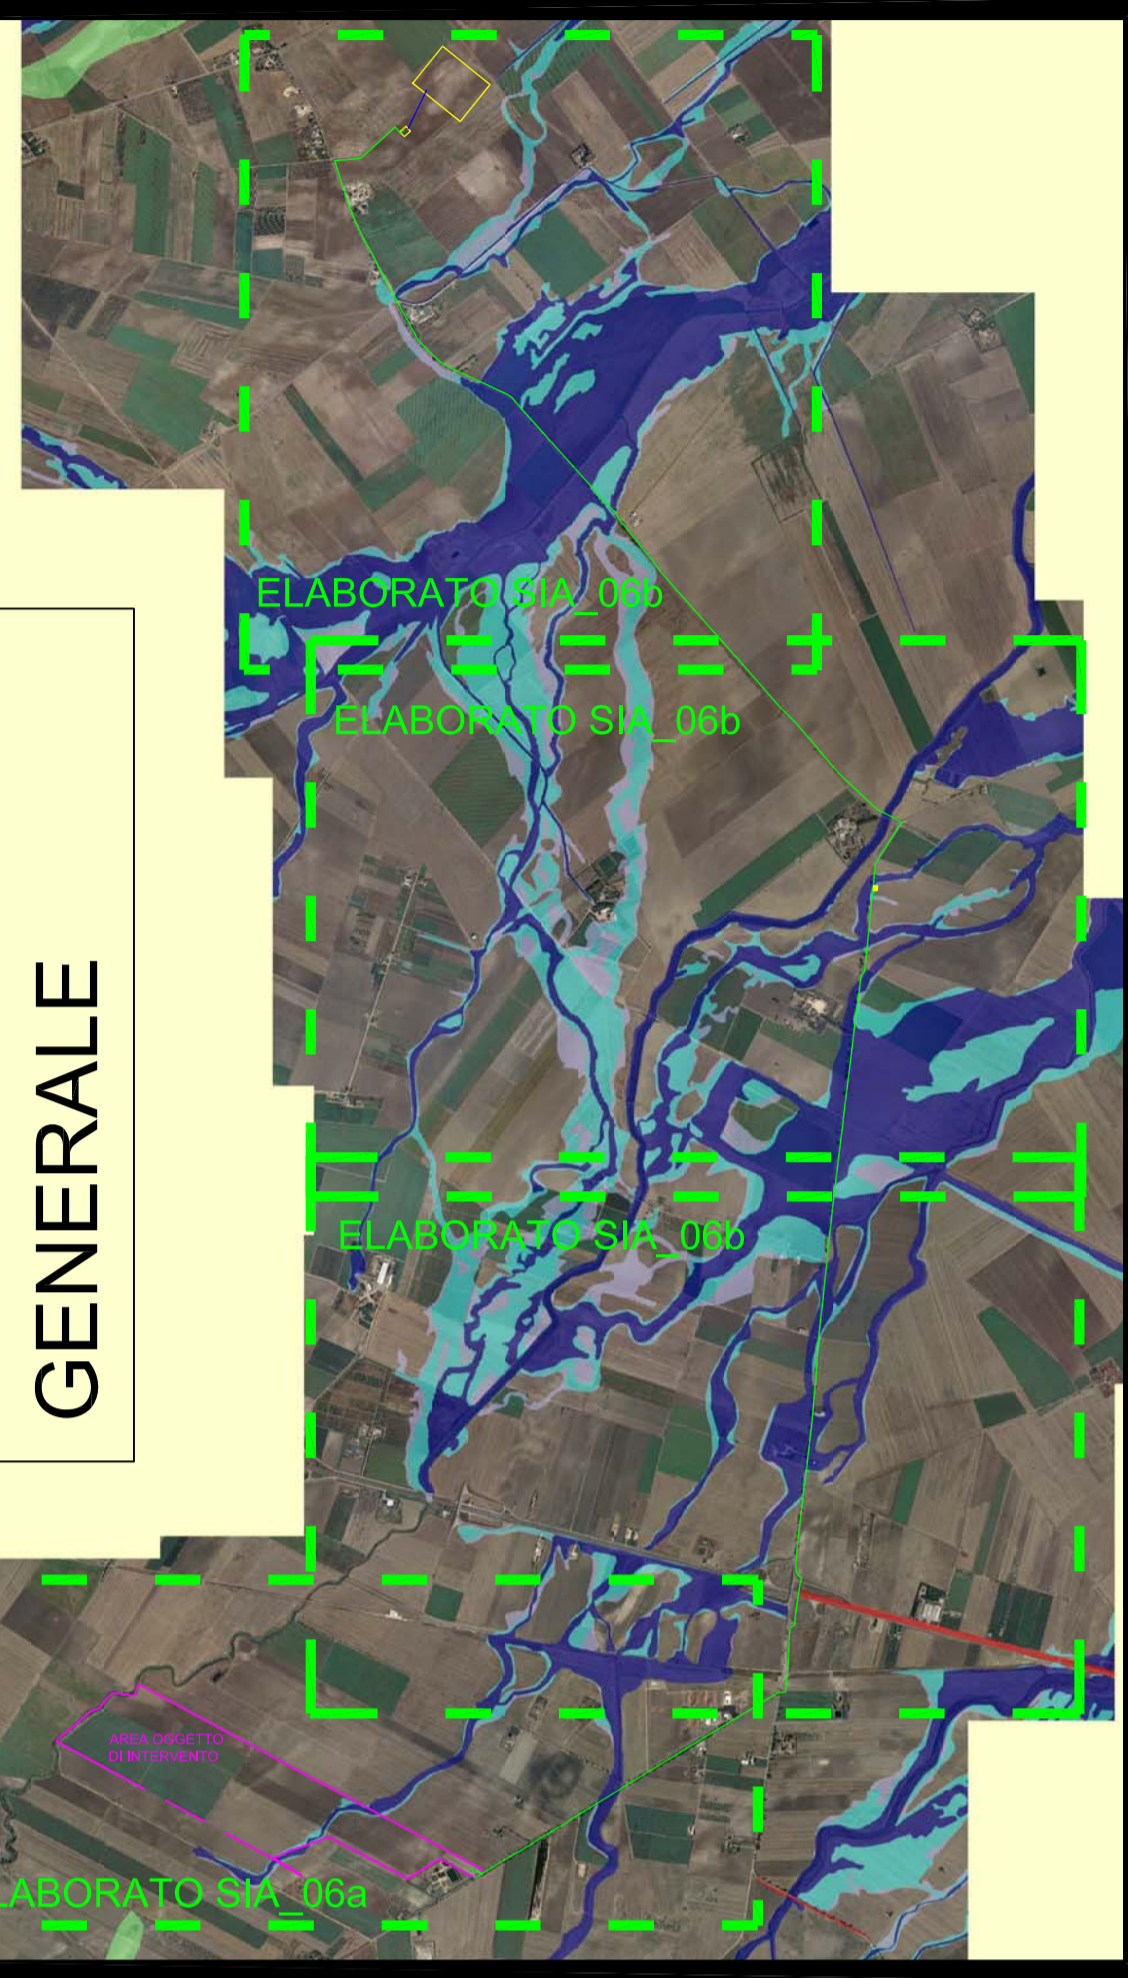 ELABORATO SIA_06b
ELABORATO SIA_06b
GENERALE
ELABORATO SIA_06b
AREA OGGETTO
DI INTERVENTO
LABORATO SIA_06a